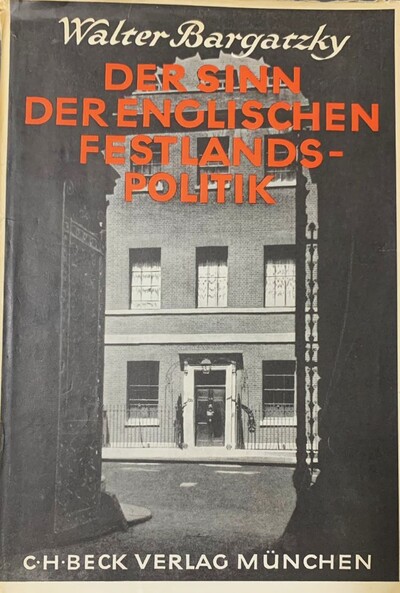 Walter Bargatzky
DER SINN
DER ENGLISCHEN
FESTLANDS-
POLITIK
C·H·BECK VERLAG MÜNCHEN